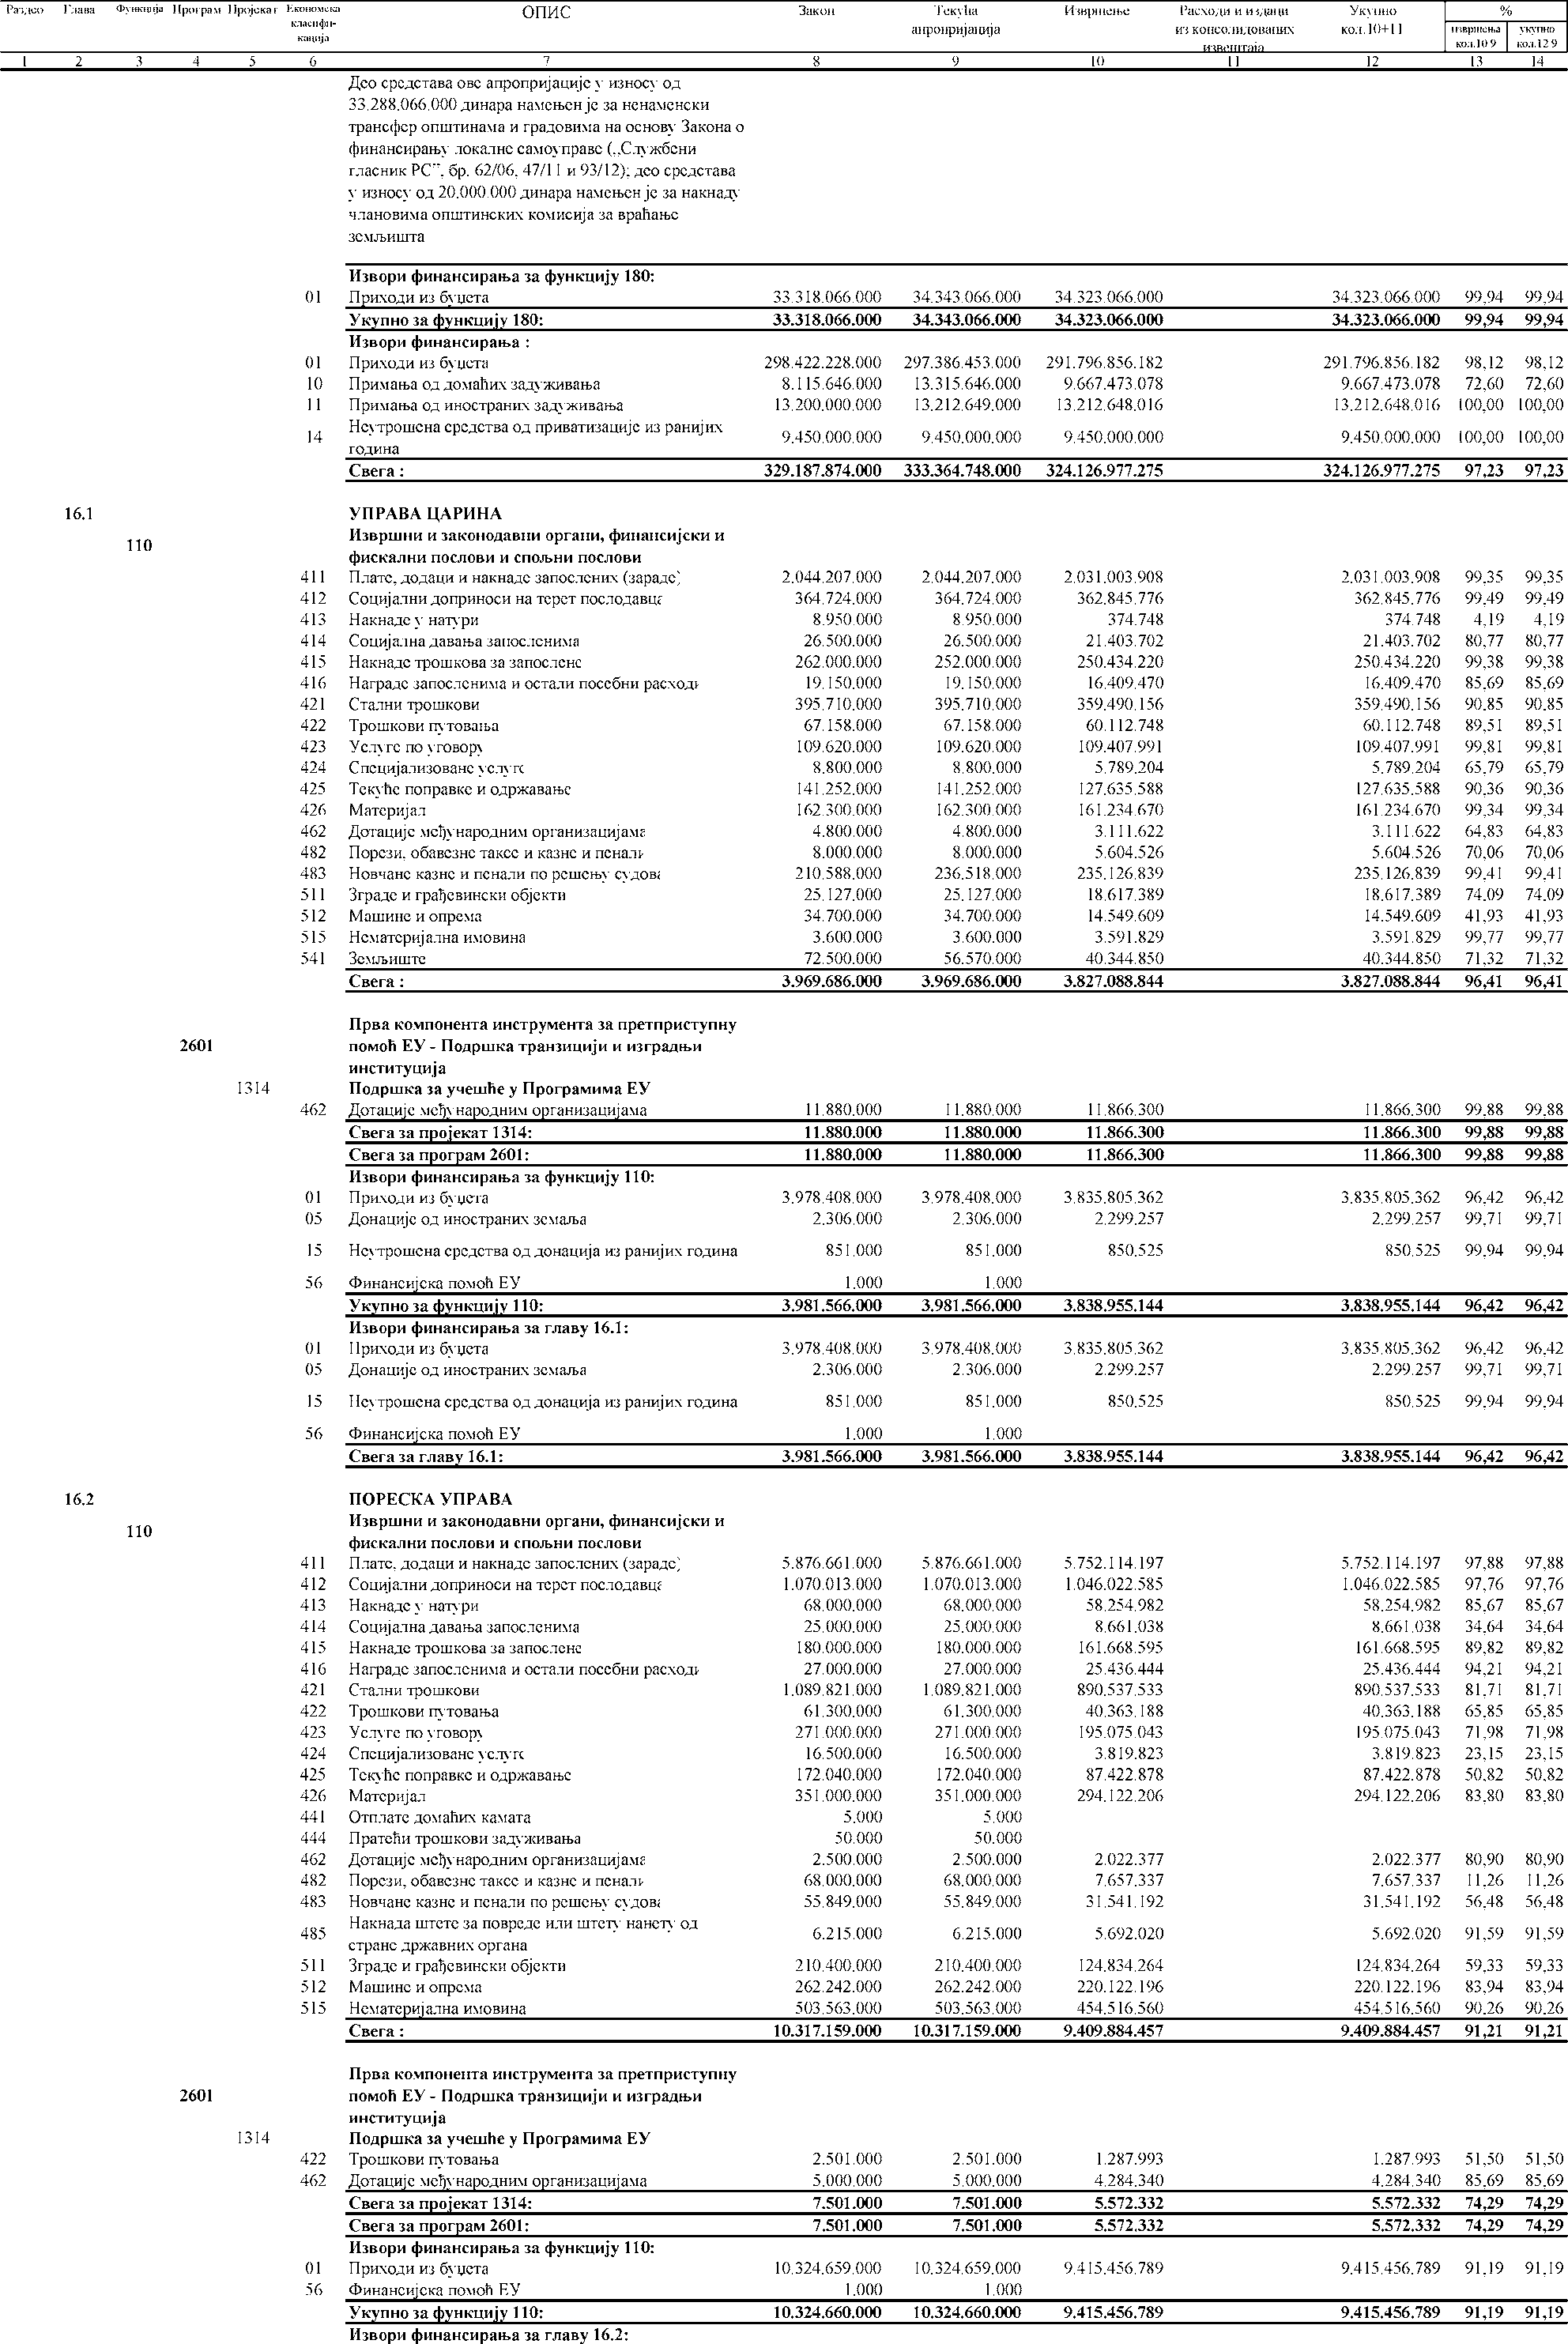 Раздео Глава Функција Програм Пројекат Економска класифи-кација ОПИС Закон Текућа апропријација Извршење Расходи и издаци из консолидованих извештаја Укупно кол.10+11 %
извршења кол.10/9 укупно кол.12/9
1 2 3 4 5 6 7 8 9 10 11 12 13 14
Део средстава ове апропријације у износу од
33.288.066.000 динара намењен је за ненаменски
трансфер општинама и градовима на основу Закона о
финансирању локалне самоуправе („Службени
гласник РС", бр. 62/06, 47/11 и 93/12); део средстава
у износу од 20.000.000 динара намењен је за накнаду
члановима општинских комисија за враћање
земљишта
Извори финансирања за функцију 180:
01 Приходи из буџета 33.318.066.000 34.343.066.000 34.323.066.000 34.323.066.000 99,94 99,94
Укупно за функцију 180: 33.318.066.000 34.343.066.000 34.323.066.000 34.323.066.000 99,94 99,94
Извори финансирања :
01 Приходи из буџета 298.422.228.000 297.386.453.000 291.796.856.182 291.796.856.182 98,12 98,12
10 Примања од домаћих задуживања 8.115.646.000 13.315.646.000 9.667.473.078 9.667.473.078 72,60 72,60
11 Примања од иностраних задуживања 13.200.000.000 13.212.649.000 13.212.648.016 13.212.648.016 100,00 100,00
14 Неутрошена средства од приватизације из ранијих
година 9.450.000.000 9.450.000.000 9.450.000.000 9.450.000.000 100,00 100,00
Свега : 329.187.874.000 333.364.748.000 324.126.977.275 324.126.977.275 97,23 97,23
16.1 УПРАВА ЦАРИНА
110 Извршни и законодавни органи, финансијски и
фискални послови и спољни послови
411 Плате, додаци и накнаде запослених (зараде) 2.044.207.000 2.044.207.000 2.031.003.908 2.031.003.908 99,35 99,35
412 Социјални доприноси на терет послодавца 364.724.000 364.724.000 362.845.776 362.845.776 99,49 99,49
413 Накнаде у натури 8.950.000 8.950.000 374.748 374.748 4,19 4,19
414 Социјална давања запосленима 26.500.000 26.500.000 21.403.702 21.403.702 80,77 80,77
415 Накнаде трошкова за запослене 262.000.000 252.000.000 250.434.220 250.434.220 99,38 99,38
416 Награде запосленима и остали посебни расходи 19.150.000 19.150.000 16.409.470 16.409.470 85,69 85,69
421 Стални трошкови 395.710.000 395.710.000 359.490.156 359.490.156 90,85 90,85
422 Трошкови путовања 67.158.000 67.158.000 60.112.748 60.112.748 89,51 89,51
423 Услуге по уговору 109.620.000 109.620.000 109.407.991 109.407.991 99,81 99,81
424 Специјализоване услуге 8.800.000 8.800.000 5.789.204 5.789.204 65,79 65,79
425 Текуће поправке и одржавање 141.252.000 141.252.000 127.635.588 127.635.588 90,36 90,36
426 Материјал 162.300.000 162.300.000 161.234.670 161.234.670 99,34 99,34
462 Дотације међународним организацијама 4.800.000 4.800.000 3.111.622 3.111.622 64,83 64,83
482 Порези, обавезне таксе и казне и пенали 8.000.000 8.000.000 5.604.526 5.604.526 70,06 70,06
483 Новчане казне и пенали по решењу судова 210.588.000 236.518.000 235.126.839 235.126.839 99,41 99,41
511 Зграде и грађевински објекти 25.127.000 25.127.000 18.617.389 18.617.389 74,09 74,09
512 Машине и опрема 34.700.000 34.700.000 14.549.609 14.549.609 41,93 41,93
515 Нематеријална имовина 3.600.000 3.600.000 3.591.829 3.591.829 99,77 99,77
541 Земљиште 72.500.000 56.570.000 40.344.850 40.344.850 71,32 71,32
Свега : 3.969.686.000 3.969.686.000 3.827.088.844 3.827.088.844 96,41 96,41
Прва компонента инструмента за претприступну
2601 помоћ ЕУ - Подршка транзицији и изградњи
институција
1314 Подршка за учешће у Програмима ЕУ
462 Дотације међународним организацијама 11.880.000 11.880.000 11.866.300 11.866.300 99,88 99,88
Свега за пројекат 1314: 11.880.000 11.880.000 11.866.300 11.866.300 99,88 99,88
Свега за програм 2601: 11.880.000 11.880.000 11.866.300 11.866.300 99,88 99,88
Извори финансирања за функцију 110:
01 Приходи из буџета 3.978.408.000 3.978.408.000 3.835.805.362 3.835.805.362 96,42 96,42
05 Донације од иностраних земаља 2.306.000 2.306.000 2.299.257 2.299.257 99,71 99,71
15 Неутрошена средства од донација из ранијих година 851.000 851.000 850.525 850.525 99,94 99,94
56 Финансијска помоћ ЕУ 1.000 1.000
Укупно за функцију 110: 3.981.566.000 3.981.566.000 3.838.955.144 3.838.955.144 96,42 96,42
Извори финансирања за главу 16.1:
01 Приходи из буџета 3.978.408.000 3.978.408.000 3.835.805.362 3.835.805.362 96,42 96,42
05 Донације од иностраних земаља 2.306.000 2.306.000 2.299.257 2.299.257 99,71 99,71
15 Неутрошена средства од донација из ранијих година 851.000 851.000 850.525 850.525 99,94 99,94
56 Финансијска помоћ ЕУ 1.000 1.000
Свега за главу 16.1: 3.981.566.000 3.981.566.000 3.838.955.144 3.838.955.144 96,42 96,42
16.2 ПОРЕСКА УПРАВА
110 Извршни и законодавни органи, финансијски и
фискални послови и спољни послови
411 Плате, додаци и накнаде запослених (зараде) 5.876.661.000 5.876.661.000 5.752.114.197 5.752.114.197 97,88 97,88
412 Социјални доприноси на терет послодавца 1.070.013.000 1.070.013.000 1.046.022.585 1.046.022.585 97,76 97,76
413 Накнаде у натури 68.000.000 68.000.000 58.254.982 58.254.982 85,67 85,67
414 Социјална давања запосленима 25.000.000 25.000.000 8.661.038 8.661.038 34,64 34,64
415 Накнаде трошкова за запослене 180.000.000 180.000.000 161.668.595 161.668.595 89,82 89,82
416 Награде запосленима и остали посебни расходи 27.000.000 27.000.000 25.436.444 25.436.444 94,21 94,21
421 Стални трошкови 1.089.821.000 1.089.821.000 890.537.533 890.537.533 81,71 81,71
422 Трошкови путовања 61.300.000 61.300.000 40.363.188 40.363.188 65,85 65,85
423 Услуге по уговору 271.000.000 271.000.000 195.075.043 195.075.043 71,98 71,98
424 Специјализоване услуге 16.500.000 16.500.000 3.819.823 3.819.823 23,15 23,15
425 Текуће поправке и одржавање 172.040.000 172.040.000 87.422.878 87.422.878 50,82 50,82
426 Материјал 351.000.000 351.000.000 294.122.206 294.122.206 83,80 83,80
441 Отплате домаћих камата 5.000 5.000
444 Пратећи трошкови задуживања 50.000 50.000
462 Дотације међународним организацијама 2.500.000 2.500.000 2.022.377 2.022.377 80,90 80,90
482 Порези, обавезне таксе и казне и пенали 68.000.000 68.000.000 7.657.337 7.657.337 11,26 11,26
483 Новчане казне и пенали по решењу судова 55.849.000 55.849.000 31.541.192 31.541.192 56,48 56,48
485 Накнада штете за повреде или штету нанету од
стране државних органа 6.215.000 6.215.000 5.692.020 5.692.020 91,59 91,59
511 Зграде и грађевински објекти 210.400.000 210.400.000 124.834.264 124.834.264 59,33 59,33
512 Машине и опрема 262.242.000 262.242.000 220.122.196 220.122.196 83,94 83,94
515 Нематеријална имовина 503.563.000 503.563.000 454.516.560 454.516.560 90,26 90,26
Свега : 10.317.159.000 10.317.159.000 9.409.884.457 9.409.884.457 91,21 91,21
Прва компонента инструмента за претприступну
2601 помоћ ЕУ - Подршка транзицији и изградњи
институција
1314 Подршка за учешће у Програмима ЕУ
422 Трошкови путовања 2.501.000 2.501.000 1.287.993 1.287.993 51,50 51,50
462 Дотације међународним организацијама 5.000.000 5.000.000 4.284.340 4.284.340 85,69 85,69
Свега за пројекат 1314: 7.501.000 7.501.000 5.572.332 5.572.332 74,29 74,29
Свега за програм 2601: 7.501.000 7.501.000 5.572.332 5.572.332 74,29 74,29
Извори финансирања за функцију 110:
01 Приходи из буџета 10.324.659.000 10.324.659.000 9.415.456.789 9.415.456.789 91,19 91,19
56 Финансијска помоћ ЕУ 1.000 1.000
Укупно за функцију 110: 10.324.660.000 10.324.660.000 9.415.456.789 9.415.456.789 91,19 91,19
Извори финансирања за главу 16.2: